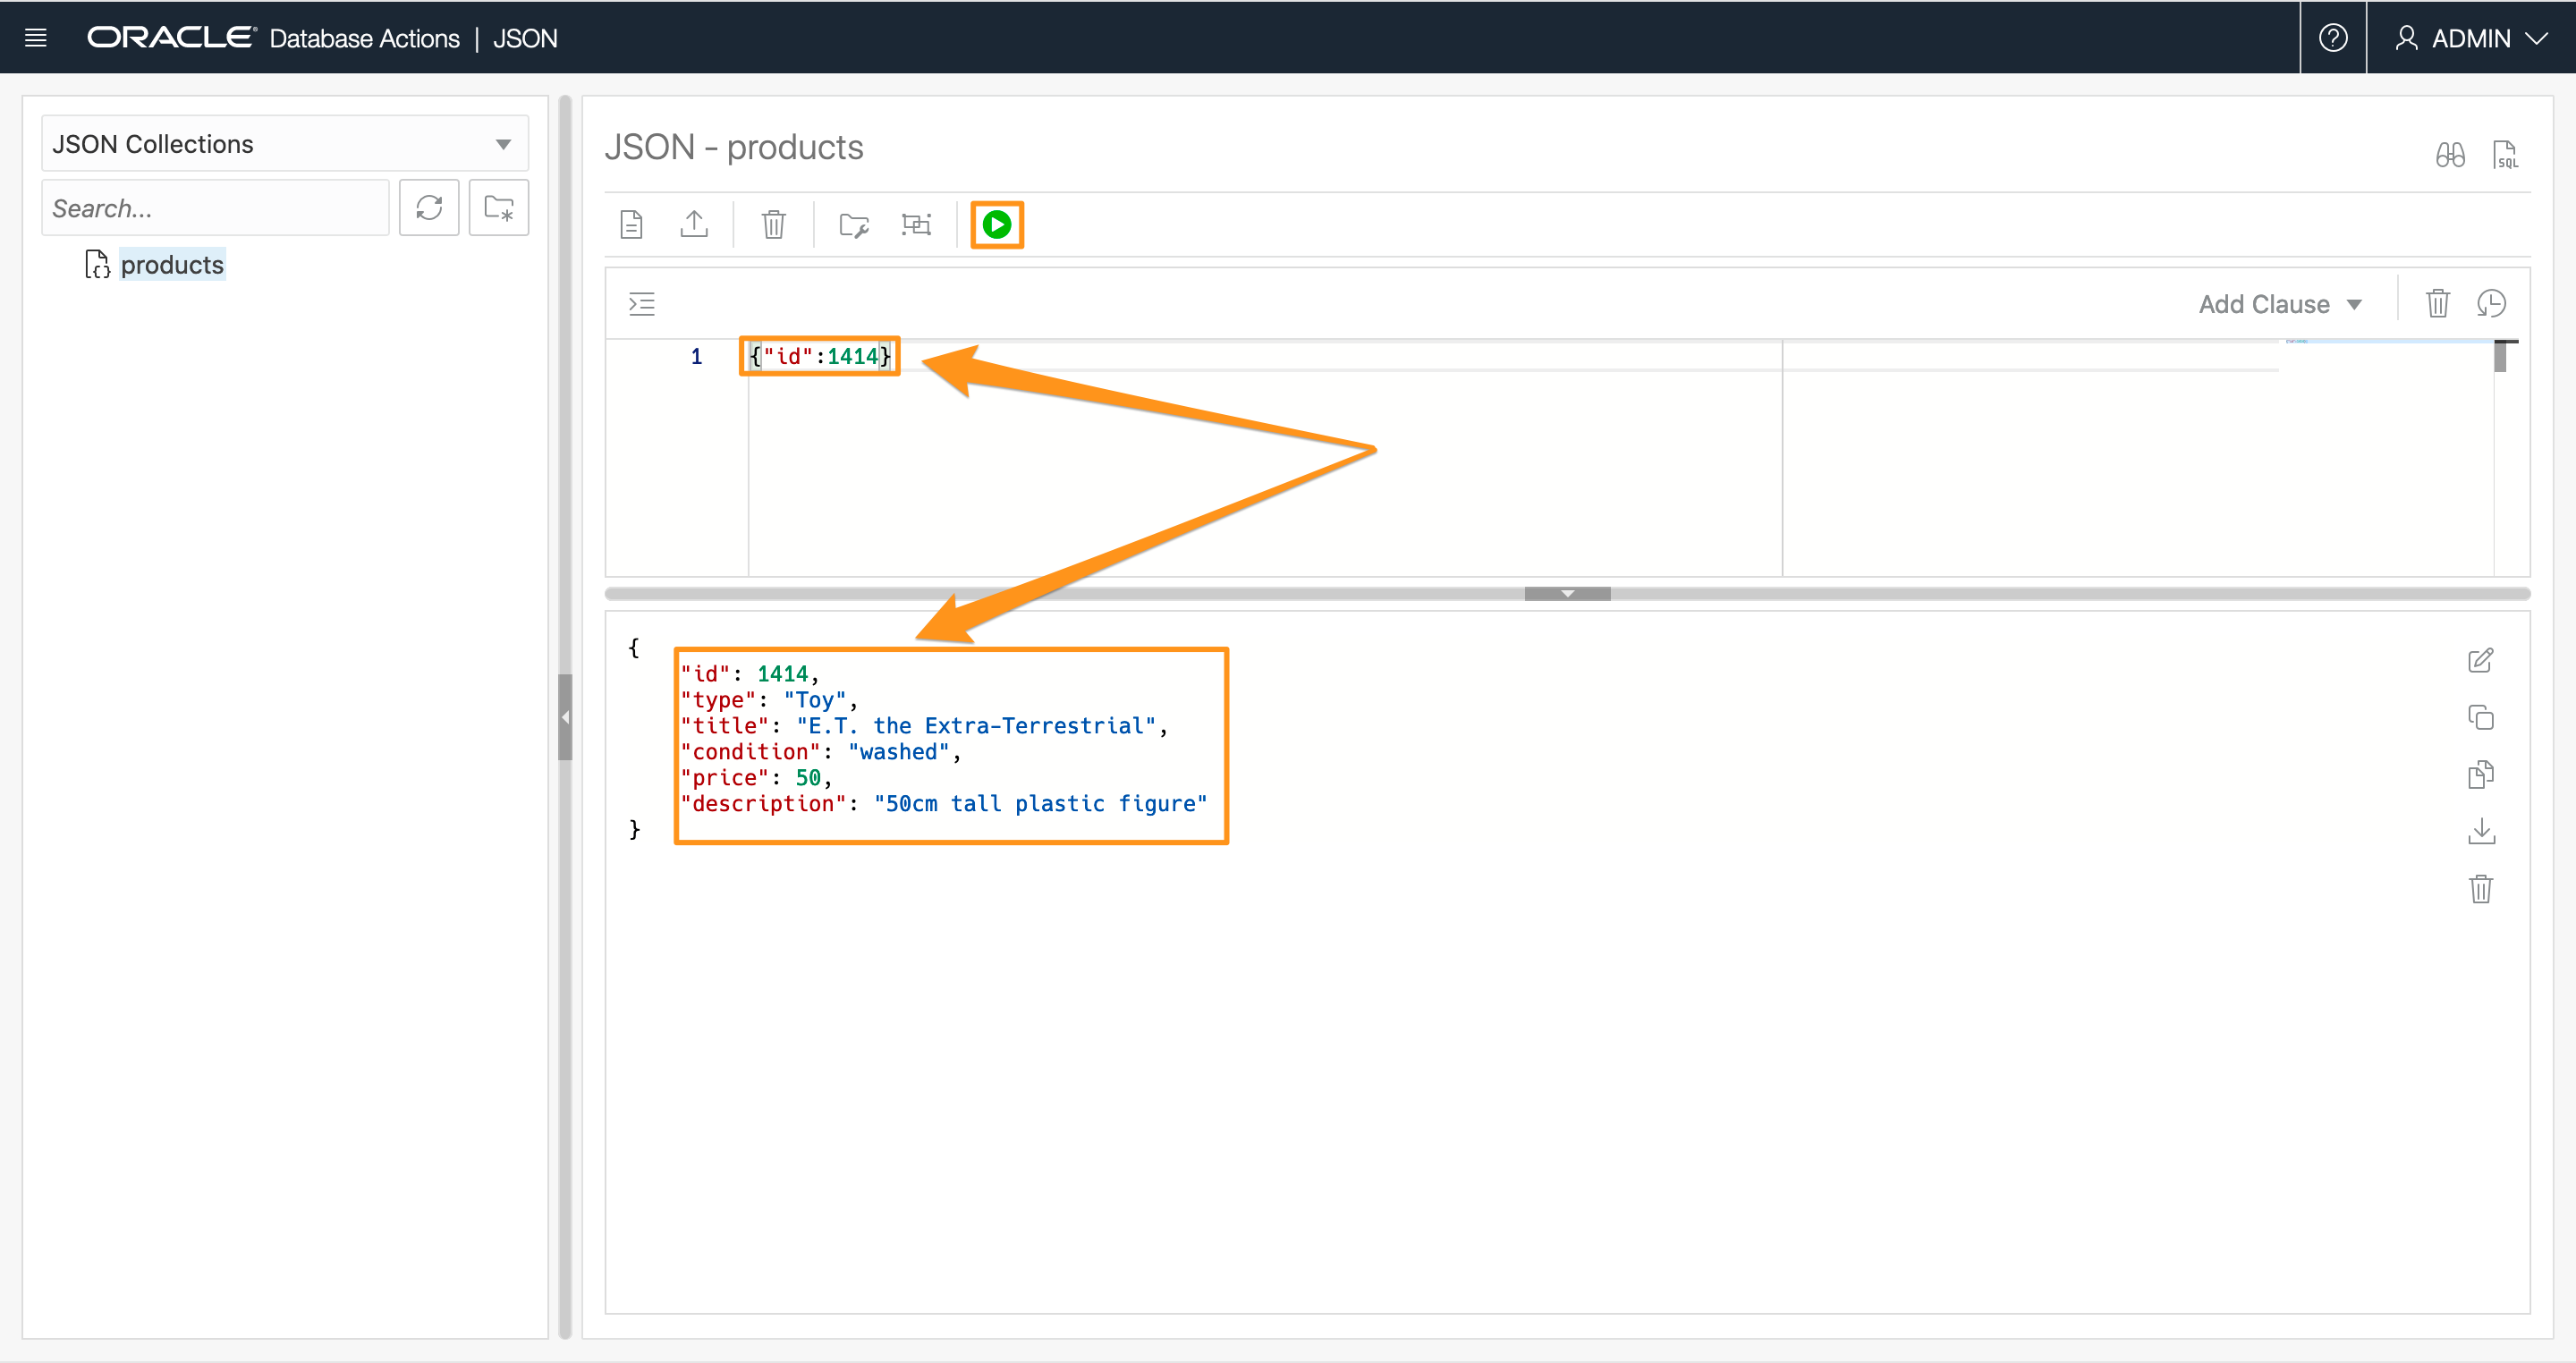 ORACLE Database Actions | JSON
ADMIN
JSON Collections
Search...
products
JSON - products
SQL
Add Clause
1 {"id":1414}
{
"id": 1414,
"type": "Toy",
"title": "E.T. the Extra-Terrestrial",
"condition": "washed",
"price": 50,
"description": "50cm tall plastic figure"
}